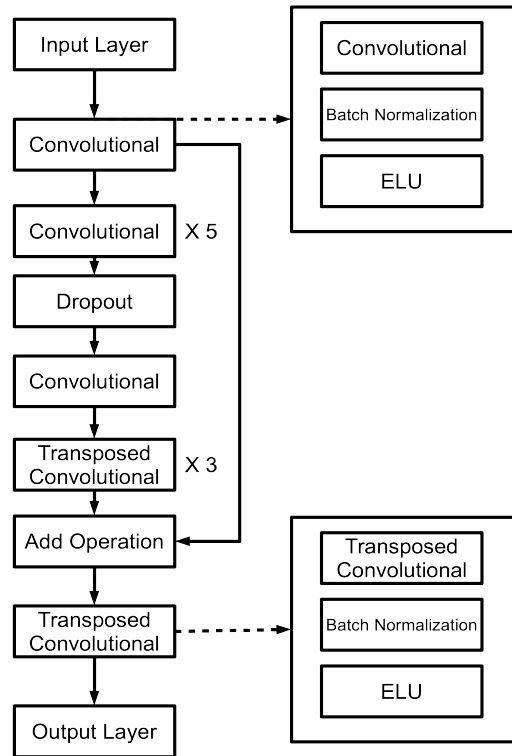 Input Layer
Convolutional
Convolutional
X 5
Dropout
Convolutional
Transposed
Convolutional
X 3
Add Operation
Transposed
Convolutional
Output Layer
Convolutional
Batch Normalization
ELU
Transposed
Convolutional
Batch Normalization
ELU